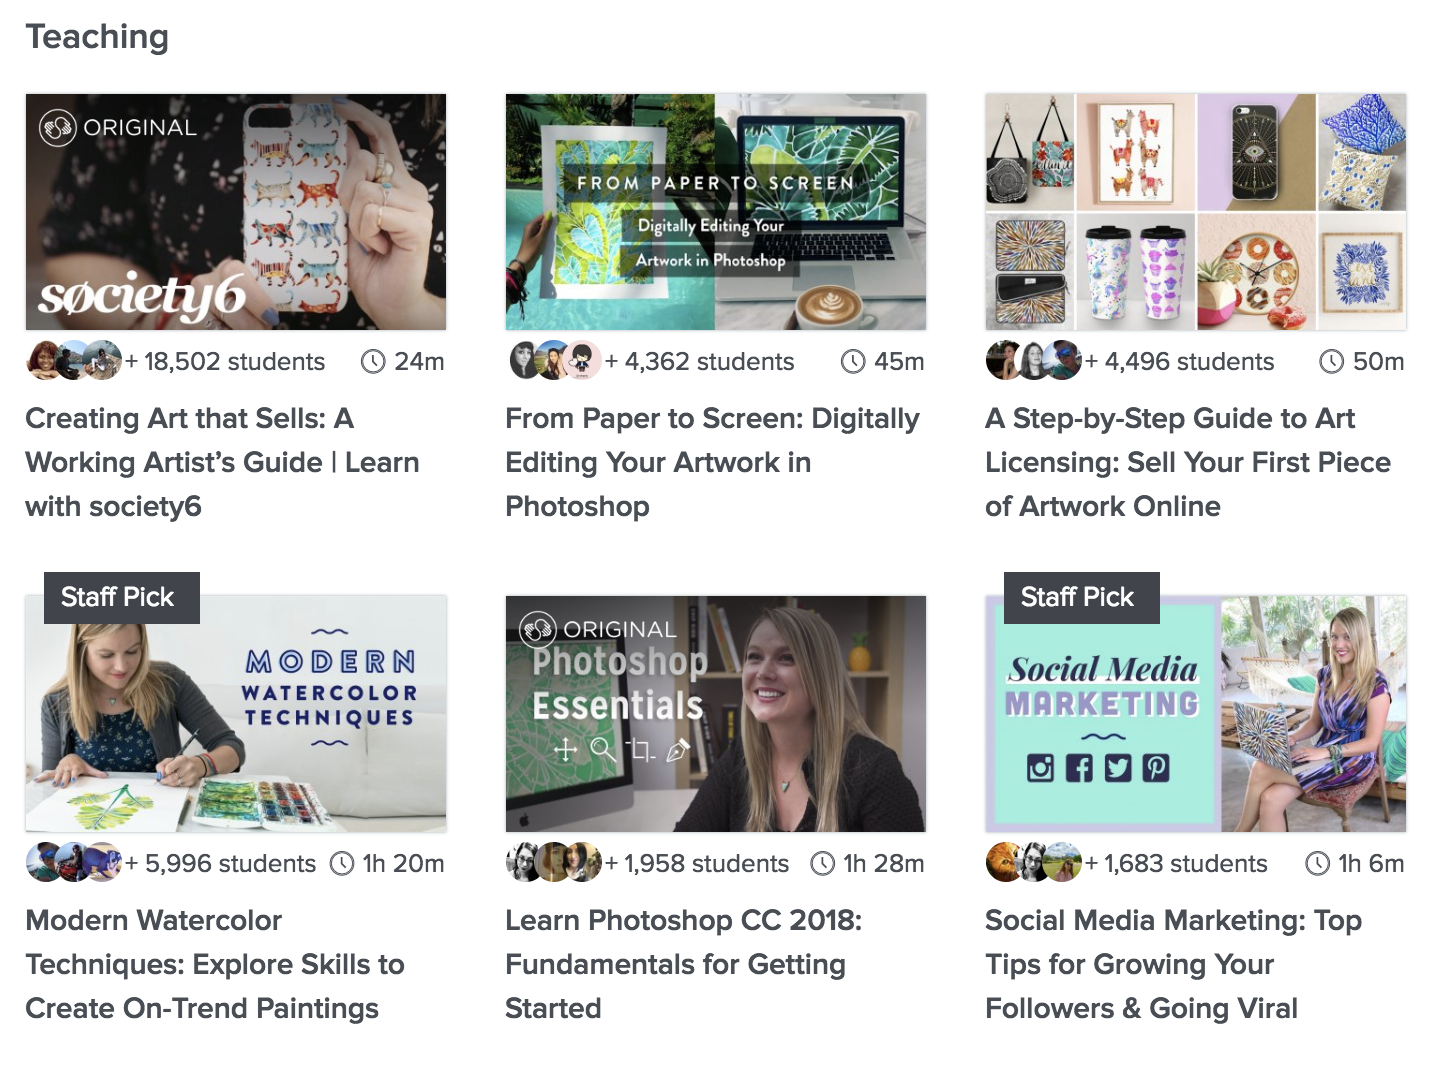 Teaching
ORIGINAL
society6
FROM PAPER TO SCREEN
Digitally Editing Your
Artwork in Photoshop
+ 18,502 students 24m
+ 4,362 students 45m
+ 4,496 students 50m
Creating Art that Sells: A
Working Artist's Guide | Learn
with society6
From Paper to Screen: Digitally
Editing Your Artwork in
Photoshop
A Step-by-Step Guide to Art
Licensing: Sell Your First Piece
of Artwork Online
Staff Pick
MODERN
WATERCOLOR
TECHNIQUES
ORIGINAL
Photoshop
Essentials
Staff Pick
Social Media
MARKETING
+ 5,996 students 1h 20m
+ 1,958 students 1h 28m
+ 1,683 students 1h 6m
Modern Watercolor
Techniques: Explore Skills to
Create On-Trend Paintings
Learn Photoshop CC 2018:
Fundamentals for Getting
Started
Social Media Marketing: Top
Tips for Growing Your
Followers & Going Viral